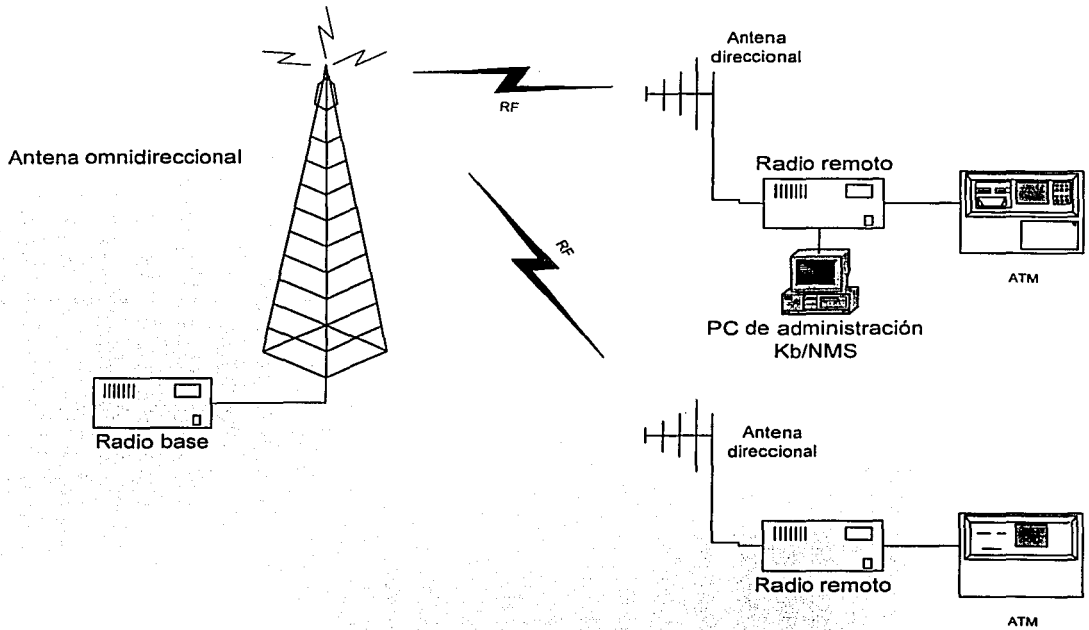 Antena omnidireccional
RF
RF
Radio base
Antena
direccional
Radio remoto
ATM
PC de administración
Kb/NMS
Antena
direccional
Radio remoto
ATM